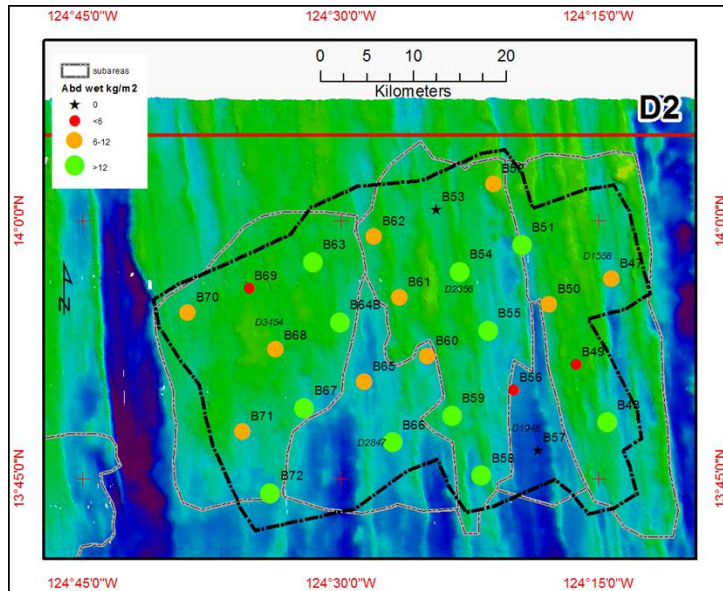 124°45'0"W 124°30'0"W 124°15'0"W
0 5 10 20
Kilometers
D2
subareas
Abd wet kg/m2
0
<6
6-12
>12
N
14°0'0"N
14°0'0"N
13°45'0"N
13°45'0"N
B52
B53
B62
B51
D1558
B63
B54
B47
D2356
B69
B61
B50
B70
B64B
D3454
B55
B68
B60
B49
B65
B56
B67
D1948
B59
B48
B71
B66
D2847
B57
B58
B72
124°45'0"W 124°30'0"W 124°15'0"W